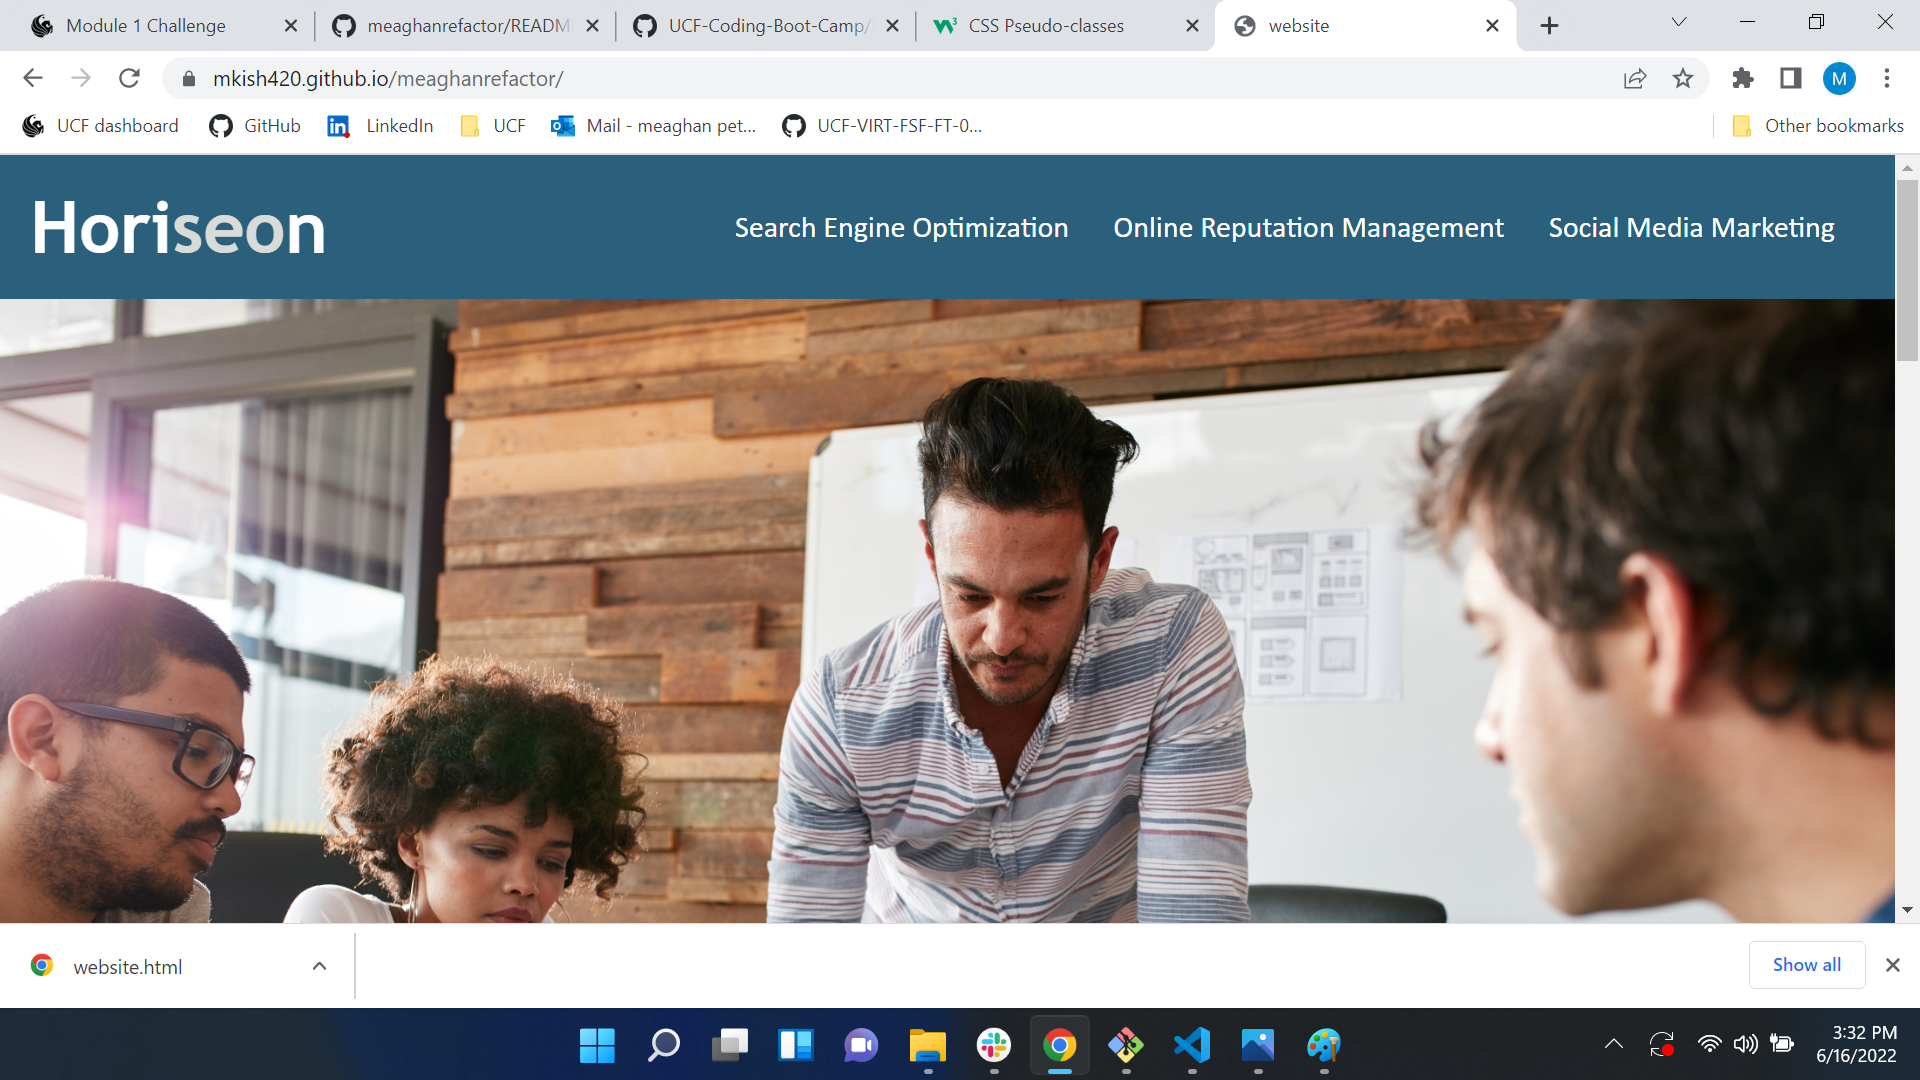 Module 1 Challenge
meaghanrefactor/READM
UCF-Coding-Boot-Camp/
CSS Pseudo-classes
website
mkish420.github.io/meaghanrefactor/
M
UCF dashboard
GitHub
LinkedIn
UCF
Mail - meaghan pet...
UCF-VIRT-FSF-FT-0...
Other bookmarks
Horiseon
Search Engine Optimization
Online Reputation Management
Social Media Marketing
website.html
Show all
3:32 PM
6/16/2022